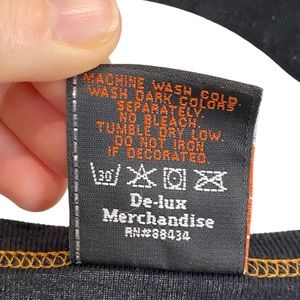 MACHINE WASH COLD.
WASH DARK COLORS
SEPARATELY.
NO BLEACH.
TUMBLE DRY LOW.
DO NOT IRON
IF DECORATED.
30
De-lux
Merchandise
RN#88434